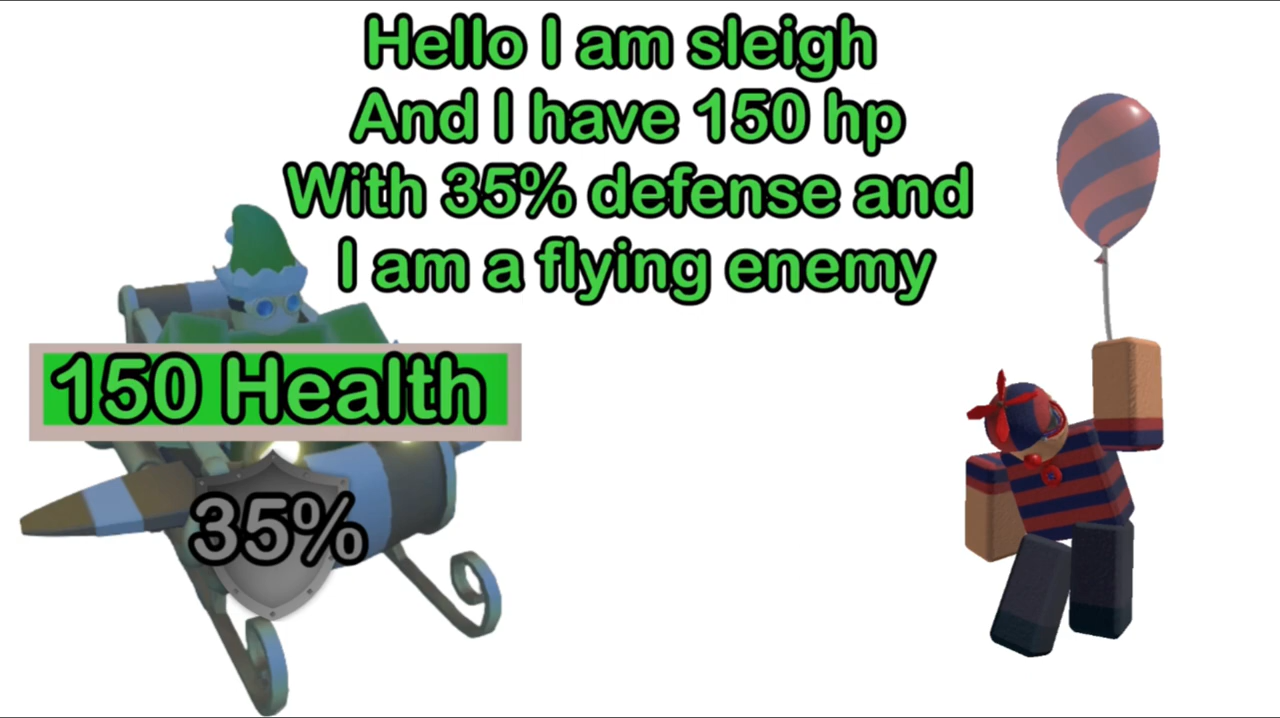 Hello I am sleigh
And I have 150 hp
With 35% defense and
I am a flying enemy
150 Health
35%